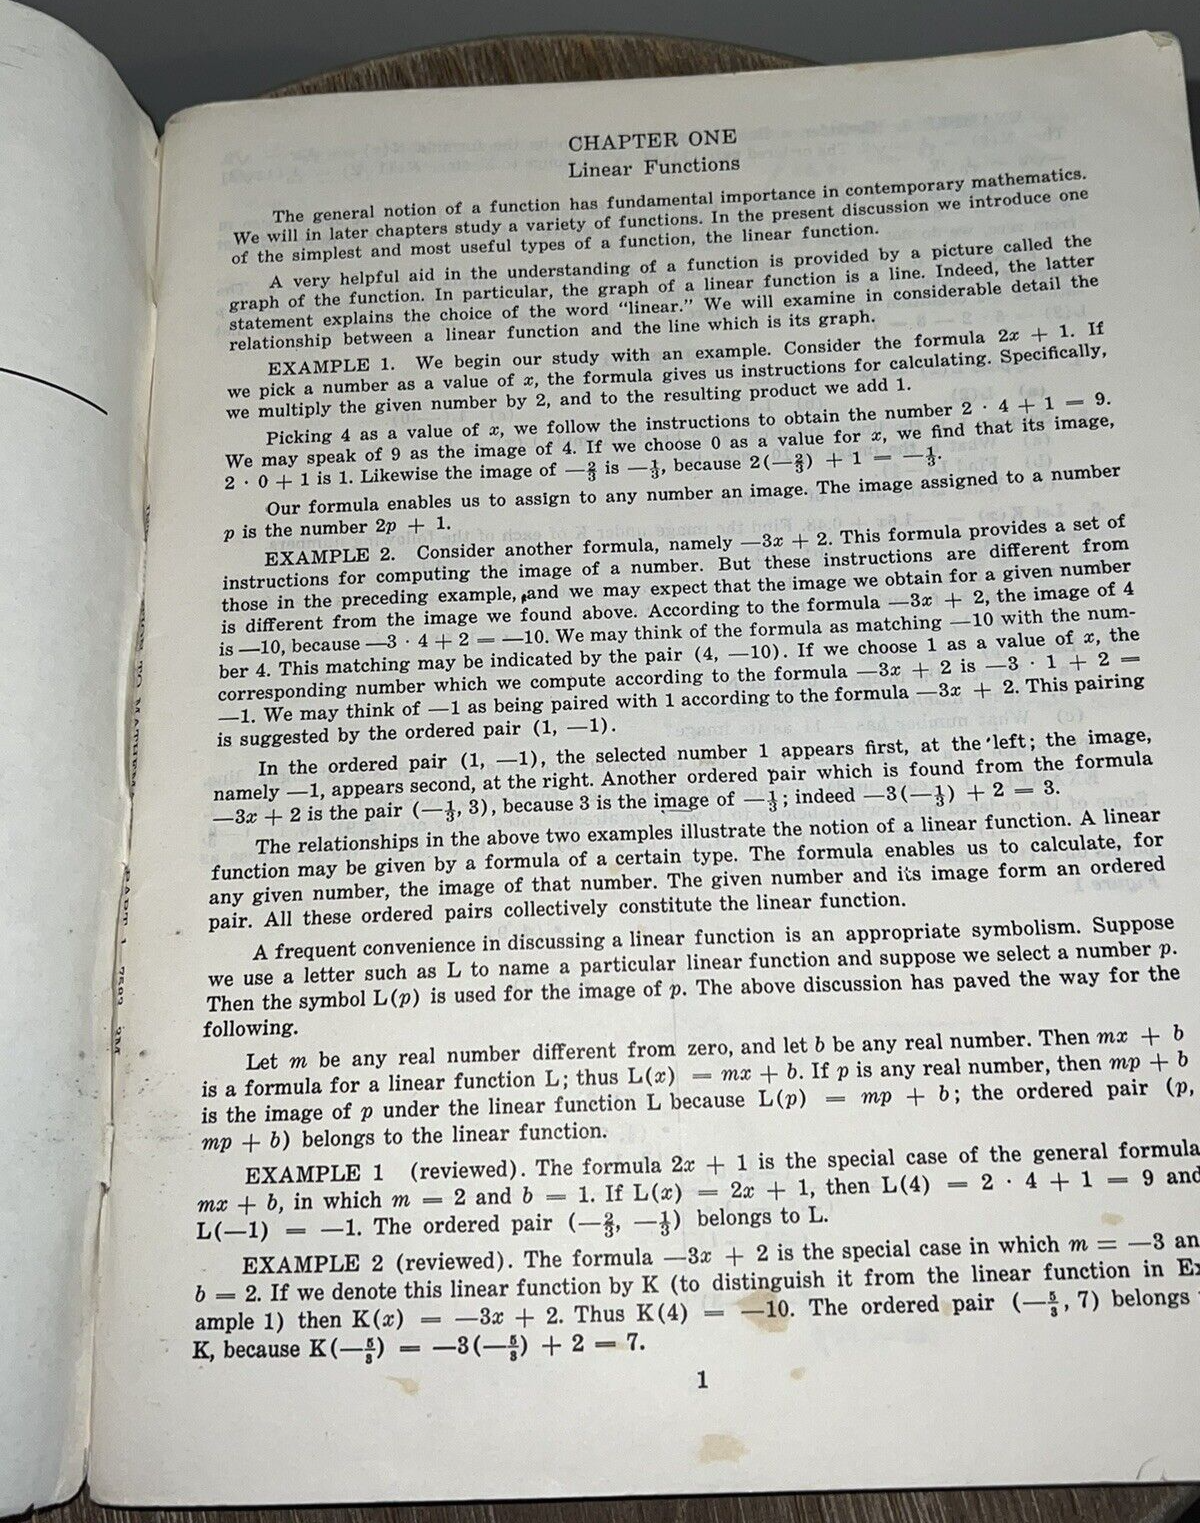 CHAPTER ONE
Linear Functions
The general notion of a function has fundamental importance in contemporary mathematics.
We will in later chapters study a variety of functions. In the present discussion we introduce one
of the simplest and most useful types of a function, the linear function.
A very helpful aid in the understanding of a function is provided by a picture called the
graph of the function. In particular, the graph of a linear function is a line. Indeed, the latter
statement explains the choice of the word “linear.” We will examine in considerable detail the
relationship between a linear function and the line which is its graph.
EXAMPLE 1. We begin our study with an example. Consider the formula 2x + 1. If
we pick a number as a value of x, the formula gives us instructions for calculating. Specifically,
we multiply the given number by 2, and to the resulting product we add 1.
Picking 4 as a value of x, we follow the instructions to obtain the number 2 · 4 + 1 = 9.
We may speak of 9 as the image of 4. If we choose 0 as a value for x, we find that its image,
2 · 0 + 1 is 1. Likewise the image of —⅔ is —⅓, because 2(—⅔) + 1 = —⅓.
Our formula enables us to assign to any number an image. The image assigned to a number
p is the number 2p + 1.
EXAMPLE 2. Consider another formula, namely —3x + 2. This formula provides a set of
instructions for computing the image of a number. But these instructions are different from
those in the preceding example, and we may expect that the image we obtain for a given number
is different from the image we found above. According to the formula —3x + 2, the image of 4
is —10, because —3 · 4 + 2 = —10. We may think of the formula as matching —10 with the num-
ber 4. This matching may be indicated by the pair (4, —10). If we choose 1 as a value of x, the
corresponding number which we compute according to the formula —3x + 2 is —3 · 1 + 2 =
—1. We may think of —1 as being paired with 1 according to the formula —3x + 2. This pairing
is suggested by the ordered pair (1, —1).
In the ordered pair (1, —1), the selected number 1 appears first, at the left; the image,
namely —1, appears second, at the right. Another ordered pair which is found from the formula
—3x + 2 is the pair (—⅓, 3), because 3 is the image of —⅓; indeed —3(—⅓) + 2 = 3.
The relationships in the above two examples illustrate the notion of a linear function. A linear
function may be given by a formula of a certain type. The formula enables us to calculate, for
any given number, the image of that number. The given number and its image form an ordered
pair. All these ordered pairs collectively constitute the linear function.
A frequent convenience in discussing a linear function is an appropriate symbolism. Suppose
we use a letter such as L to name a particular linear function and suppose we select a number p.
Then the symbol L(p) is used for the image of p. The above discussion has paved the way for the
following.
Let m be any real number different from zero, and let b be any real number. Then mx + b
is a formula for a linear function L; thus L(x) = mx + b. If p is any real number, then mp + b
is the image of p under the linear function L because L(p) = mp + b; the ordered pair (p,
mp + b) belongs to the linear function.
EXAMPLE 1 (reviewed). The formula 2x + 1 is the special case of the general formula
mx + b, in which m = 2 and b = 1. If L(x) = 2x + 1, then L(4) = 2 · 4 + 1 = 9 and
L(—1) = —1. The ordered pair (—⅔, —⅓) belongs to L.
EXAMPLE 2 (reviewed). The formula —3x + 2 is the special case in which m = —3 an
b = 2. If we denote this linear function by K (to distinguish it from the linear function in Ex
ample 1) then K(x) = —3x + 2. Thus K(4) = —10. The ordered pair (—5/3, 7) belongs
K, because K(—5/3) = —3(—5/3) + 2 = 7.
1